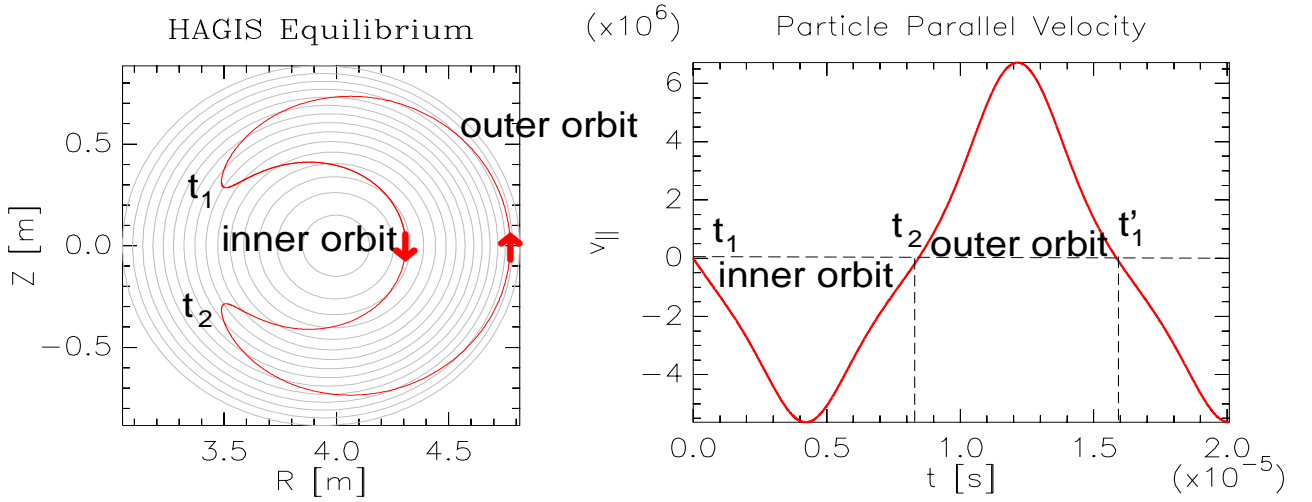 HAGIS Equilibrium
outer orbit
t₁
inner orbit
t₂
Z [m]
0.5
0.0
−0.5
3.5 4.0 4.5
R [m]
(x10⁶)
Particle Parallel Velocity
v||
6
4
2
0
−2
−4
t₁
t₂
t'₁
outer orbit
inner orbit
0.0 0.5 1.0 1.5 2.0
t [s]
(x10⁻⁵)